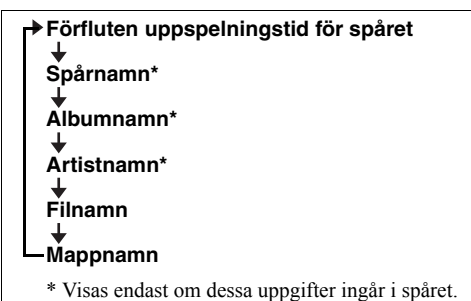 Förfluten uppspelningstid för spåret
Spårnamn*
Albumnamn*
Artistnamn*
Filnamn
Mappnamn
* Visas endast om dessa uppgifter ingår i spåret.